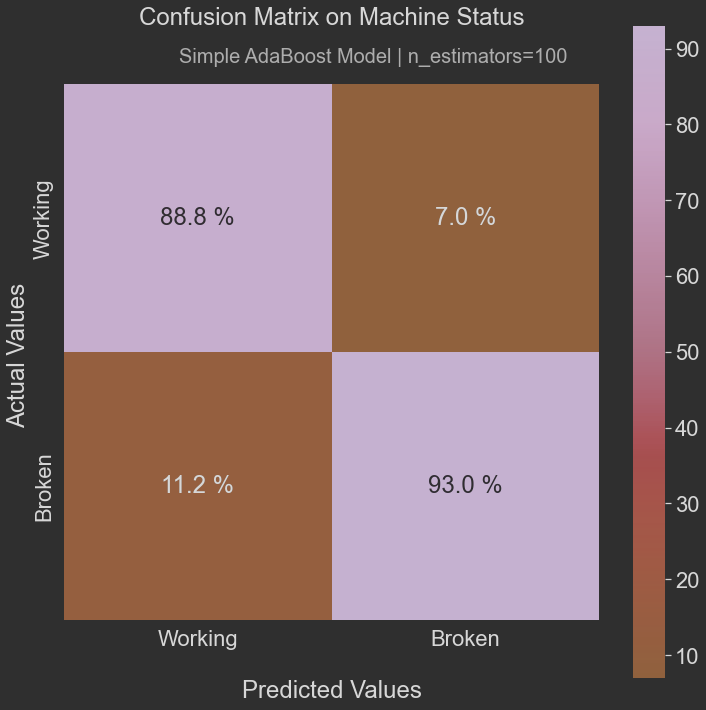 Confusion Matrix on Machine Status
Simple AdaBoost Model | n_estimators=100
Actual Values
Working
88.8 %
7.0 %
Broken
11.2 %
93.0 %
Working
Broken
Predicted Values
90
80
70
60
50
40
30
20
10